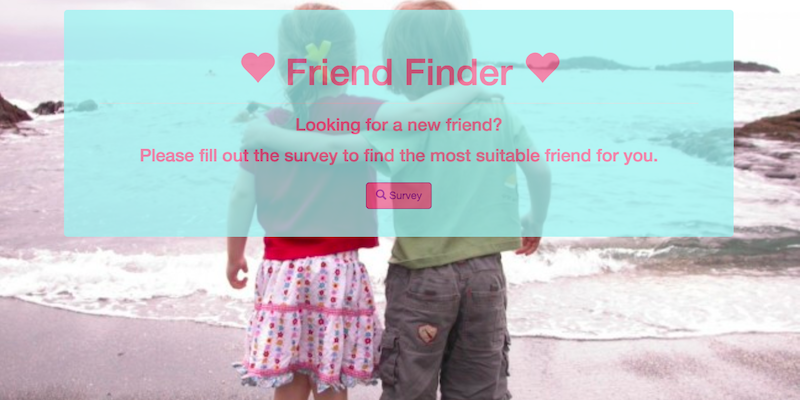 Friend Finder
Looking for a new friend?
Please fill out the survey to find the most suitable friend for you.
Survey